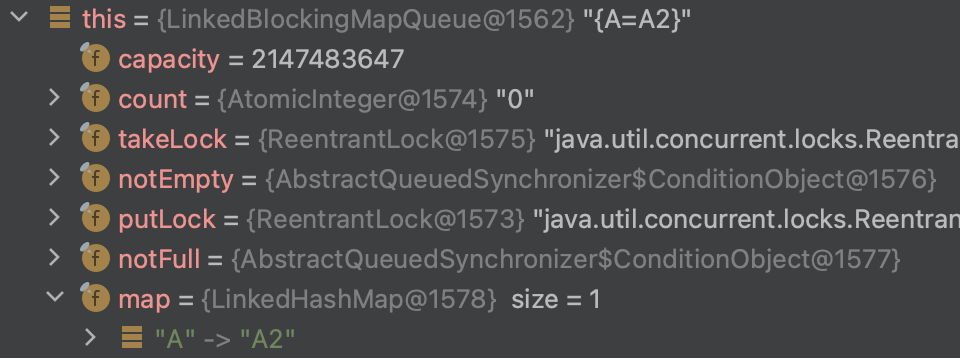 this = {LinkedBlockingMapQueue@1562} "{A=A2}"
capacity = 2147483647
count = {AtomicInteger@1574} "0"
takeLock = {ReentrantLock@1575} "java.util.concurrent.locks.Reentra
notEmpty = {AbstractQueuedSynchronizer$ConditionObject@1576}
putLock = {ReentrantLock@1573} "java.util.concurrent.locks.Reentran
notFull = {AbstractQueuedSynchronizer$ConditionObject@1577}
map = {LinkedHashMap@1578} size = 1
"A" -> "A2"